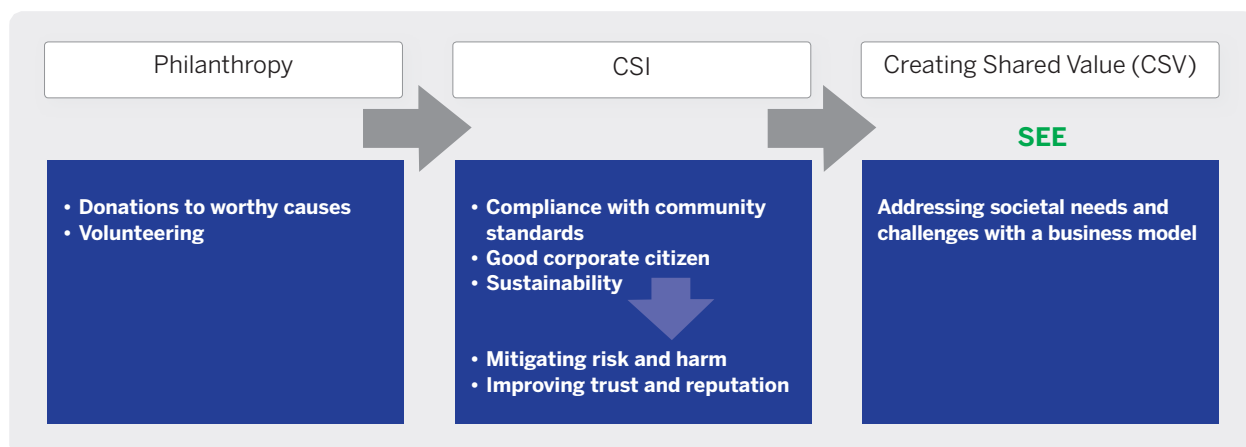 Philanthropy
• Donations to worthy causes
• Volunteering
CSI
• Compliance with community
standards
• Good corporate citizen
• Sustainability
• Mitigating risk and harm
• Improving trust and reputation
Creating Shared Value (CSV)
SEE
Addressing societal needs and
challenges with a business model